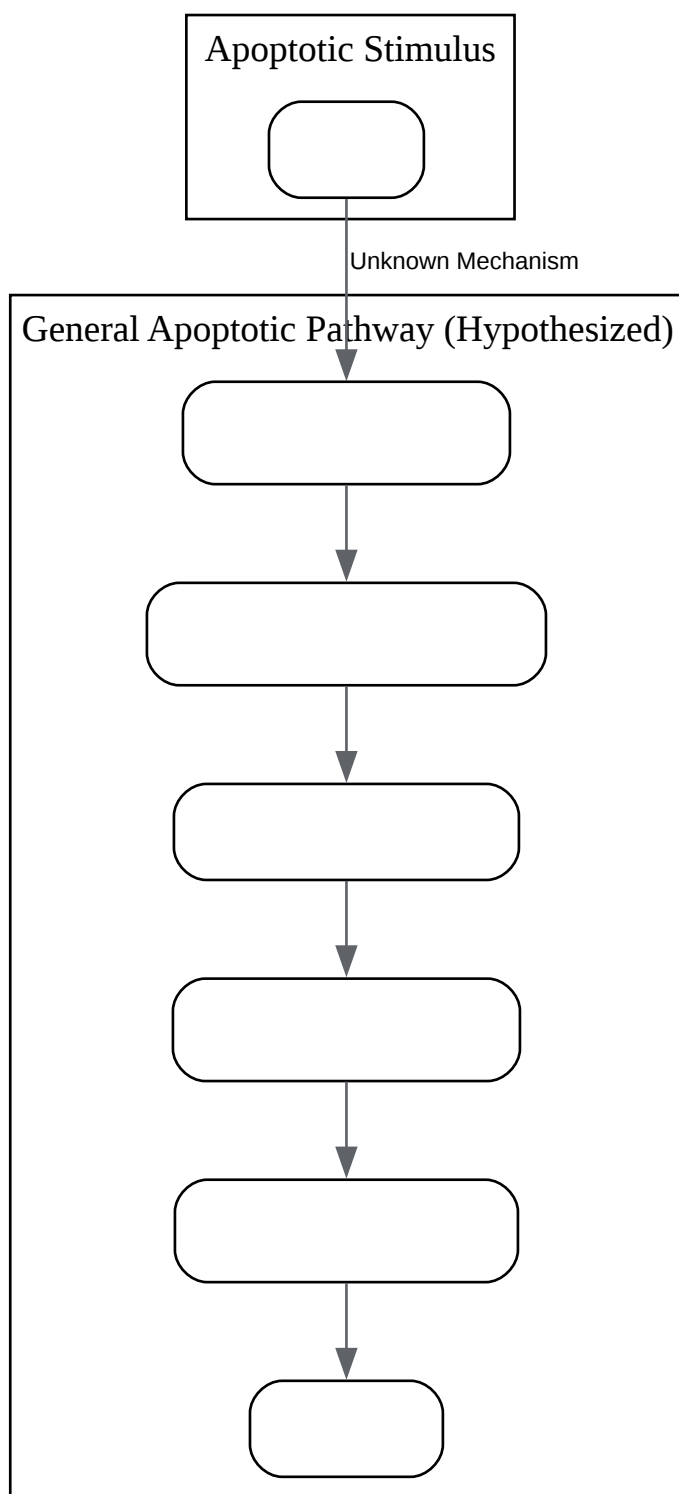 Apoptotic Stimulus
Unknown Mechanism
General Apoptotic Pathway (Hypothesized)